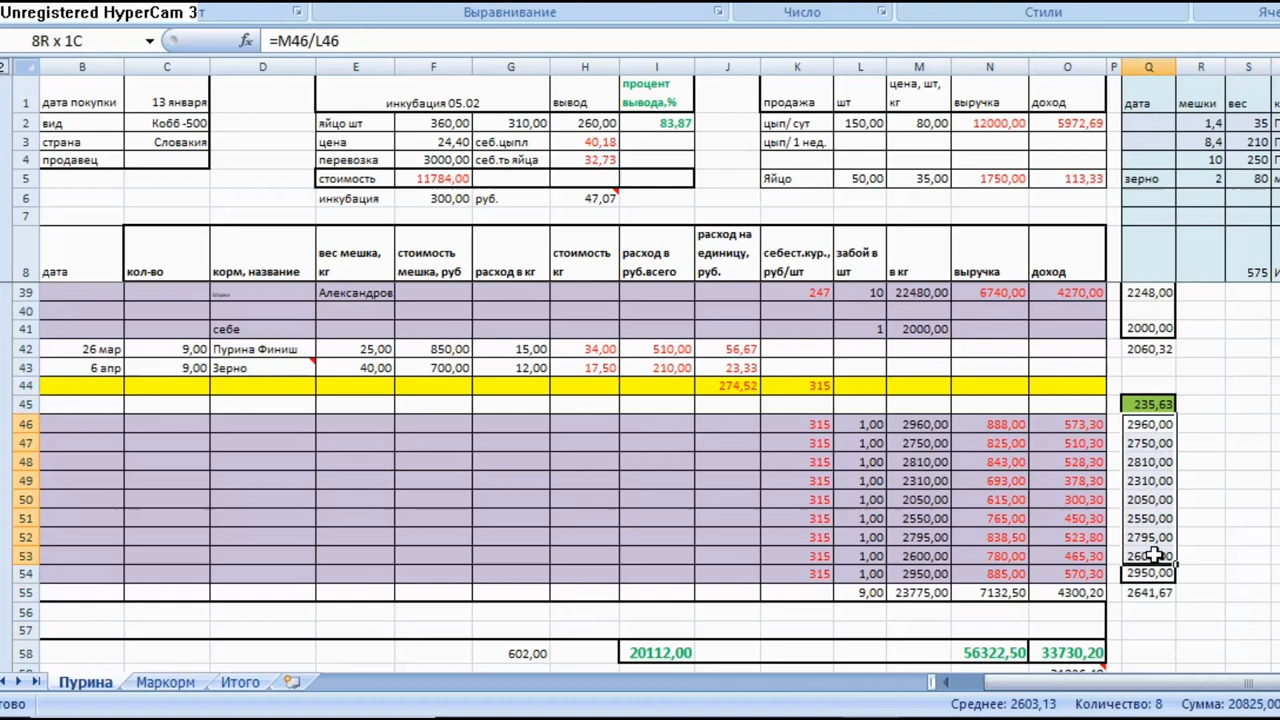 Unregistered HyperCam 3
Выравнивание Число Стили Яче
8R x 1C fx =M46/L46
B C D E F G H I J K L M N O P Q R S
1 дата покупки 13 января инкубация 05.02 вывод процент вывода,% продажа шт цена, шт, кг выручка доход дата мешки вес
2 вид Кобб -500 яйцо шт 360,00 310,00 260,00 83,87 цып/ сут 150,00 80,00 12000,00 5972,69 1,4 35
3 страна Словакия цена 24,40 себ.цыпл 40,18 цып/ 1 нед. 8,4 210
4 продавец перевозка 3000,00 себ.ть яйца 32,73 10 250
5 стоимость 11784,00 Яйцо 50,00 35,00 1750,00 113,33 зерно 2 80
6 инкубация 300,00 руб. 47,07
7
8 дата кол-во корм, название вес мешка, кг стоимость мешка, руб расход в кг стоимость кг расход в руб.всего расход на единицу, руб. себест.кур., руб/шт забой в шт в кг выручка доход 575
39 Александров 247 10 22480,00 6740,00 4270,00 2248,00
40
41 себе 1 2000,00 2000,00
42 26 мар 9,00 Пурина Финиш 25,00 850,00 15,00 34,00 510,00 56,67 2060,32
43 6 апр 9,00 Зерно 40,00 700,00 12,00 17,50 210,00 23,33
44 274,52 315
45 235,63
46 315 1,00 2960,00 888,00 573,30 2960,00
47 315 1,00 2750,00 825,00 510,30 2750,00
48 315 1,00 2810,00 843,00 528,30 2810,00
49 315 1,00 2310,00 693,00 378,30 2310,00
50 315 1,00 2050,00 615,00 300,30 2050,00
51 315 1,00 2550,00 765,00 450,30 2550,00
52 315 1,00 2795,00 838,50 523,80 2795,00
53 315 1,00 2600,00 780,00 465,30
54 315 1,00 2950,00 885,00 570,30 2950,00
55 9,00 23775,00 7132,50 4300,20 2641,67
56
57
58 602,00 20112,00 56322,50 33730,20
Пурина Маркорм Итого
отово Среднее: 2603,13 Количество: 8 Сумма: 20825,00